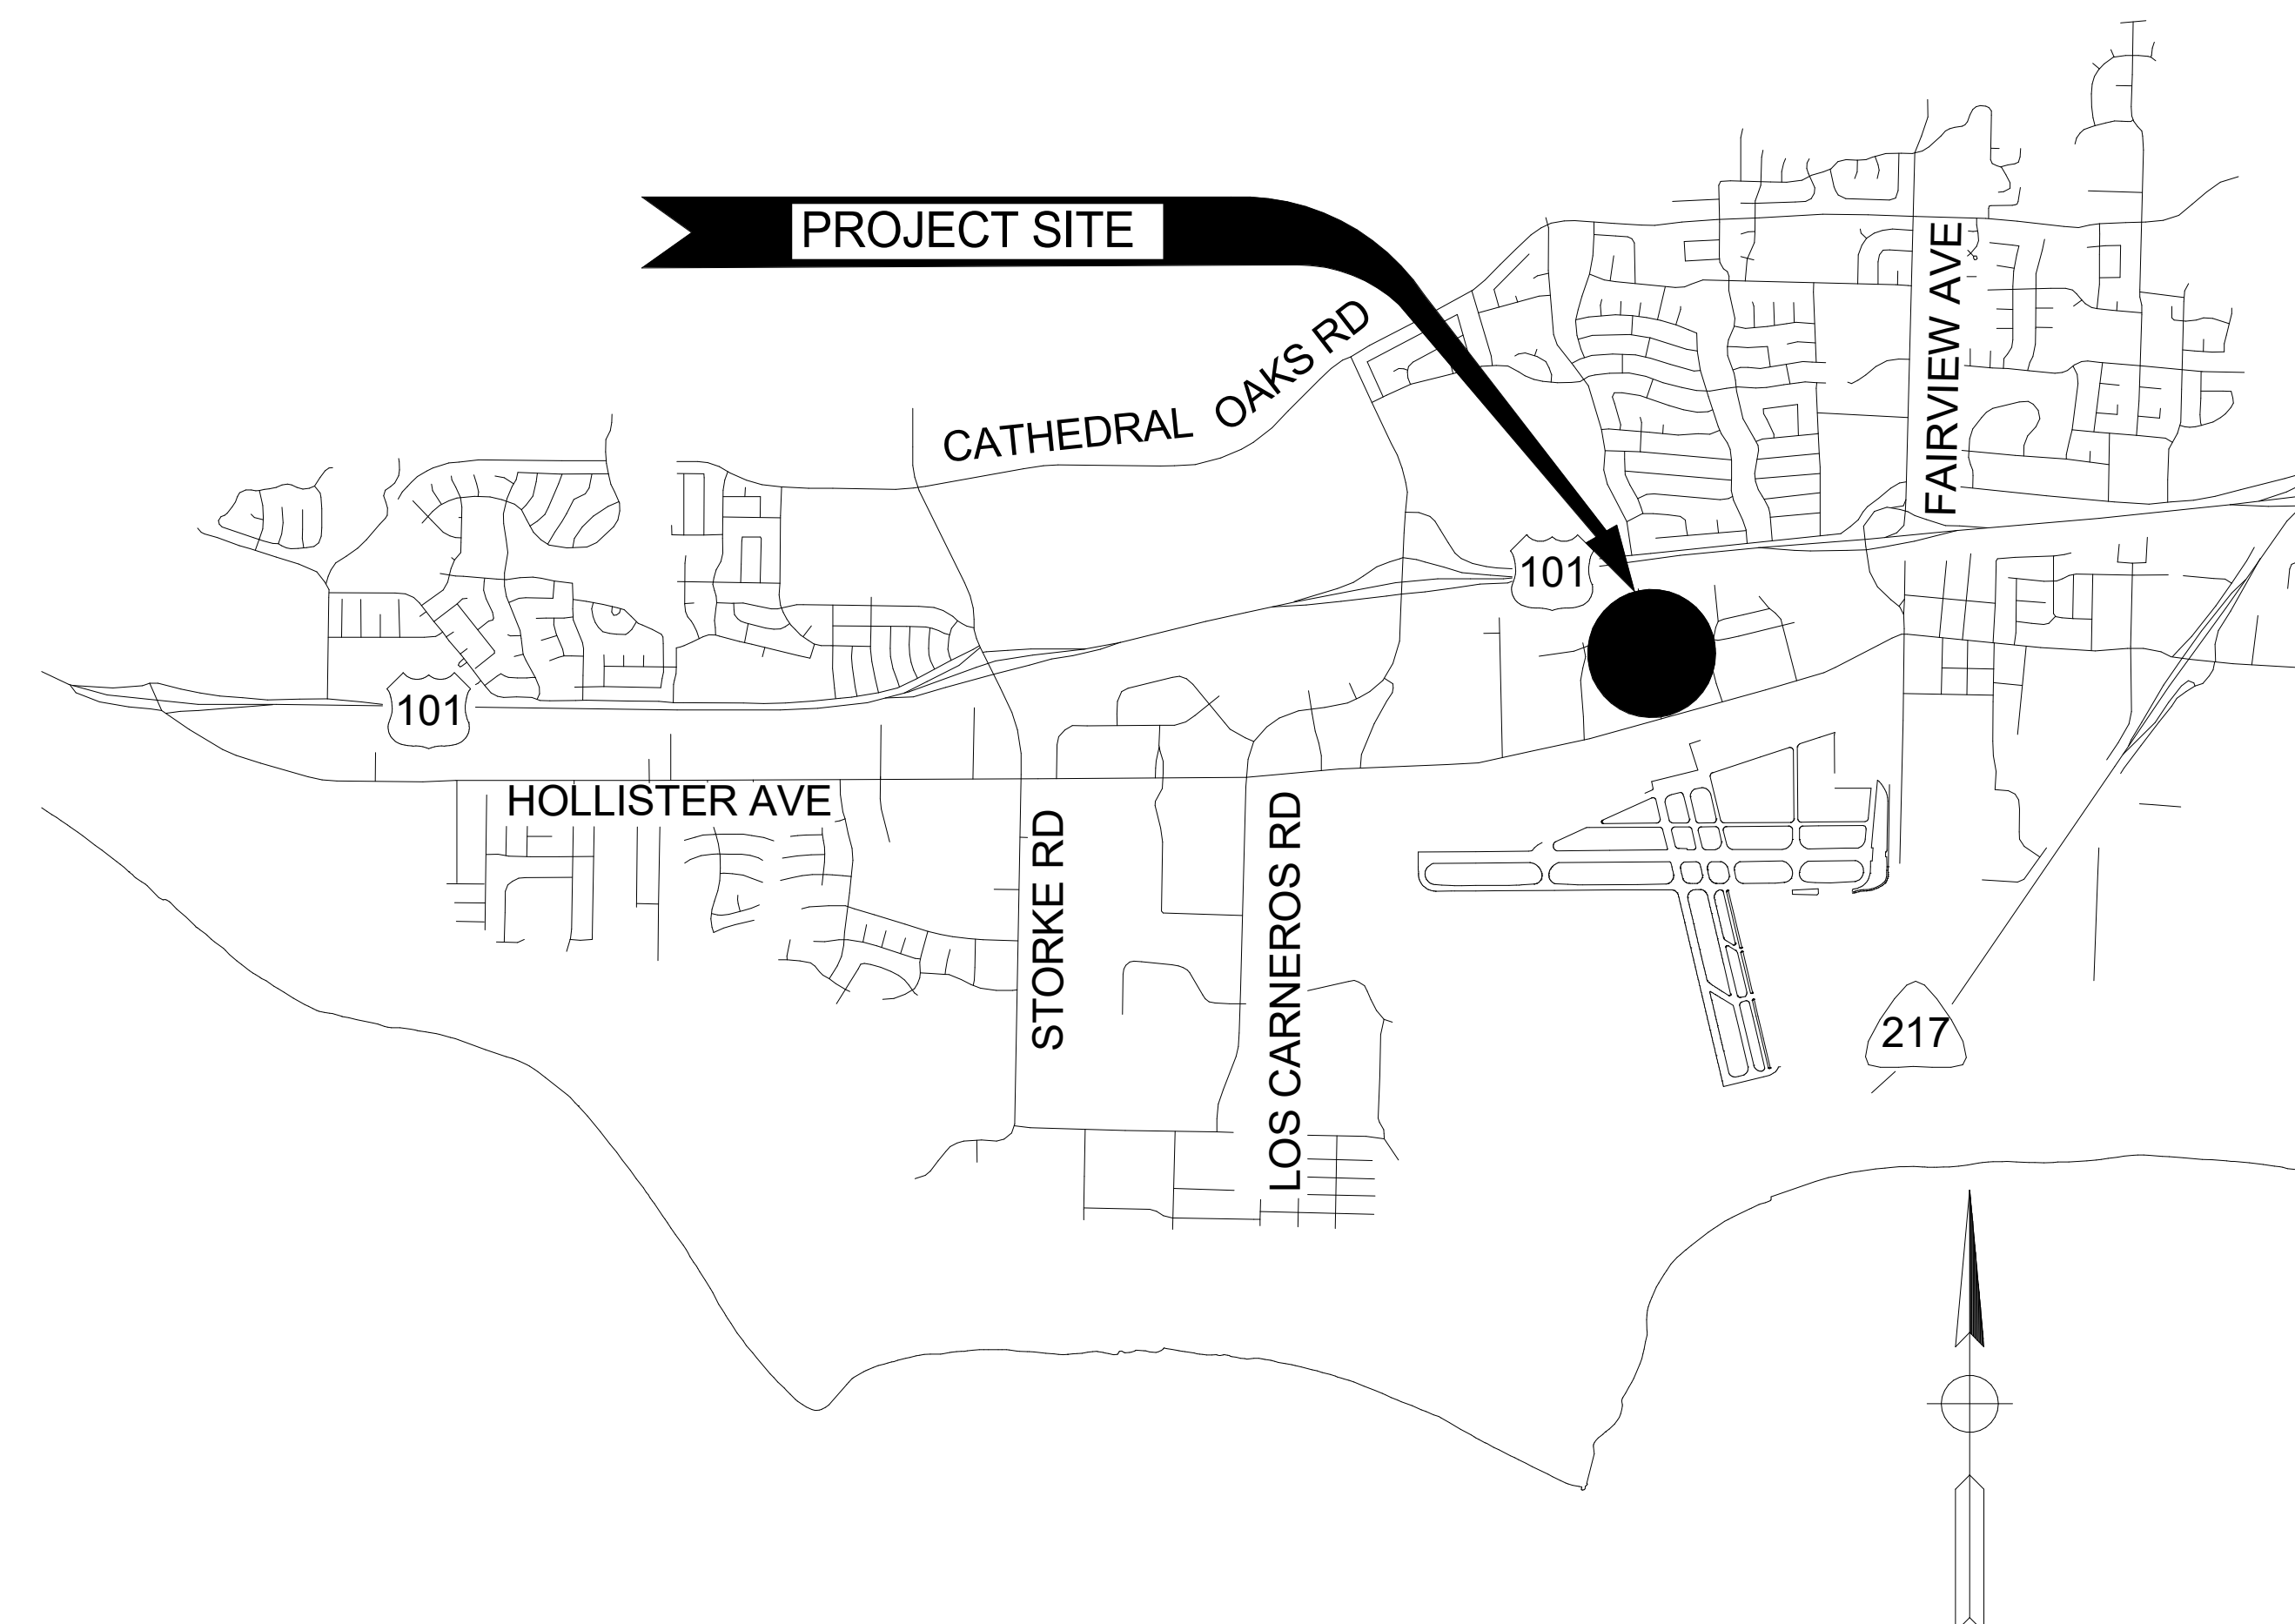 PROJECT SITE
FAIRVIEW AVE
CATHEDRAL OAKS RD
101
101
HOLLISTER AVE
STORKE RD
LOS CARNEROS RD
217